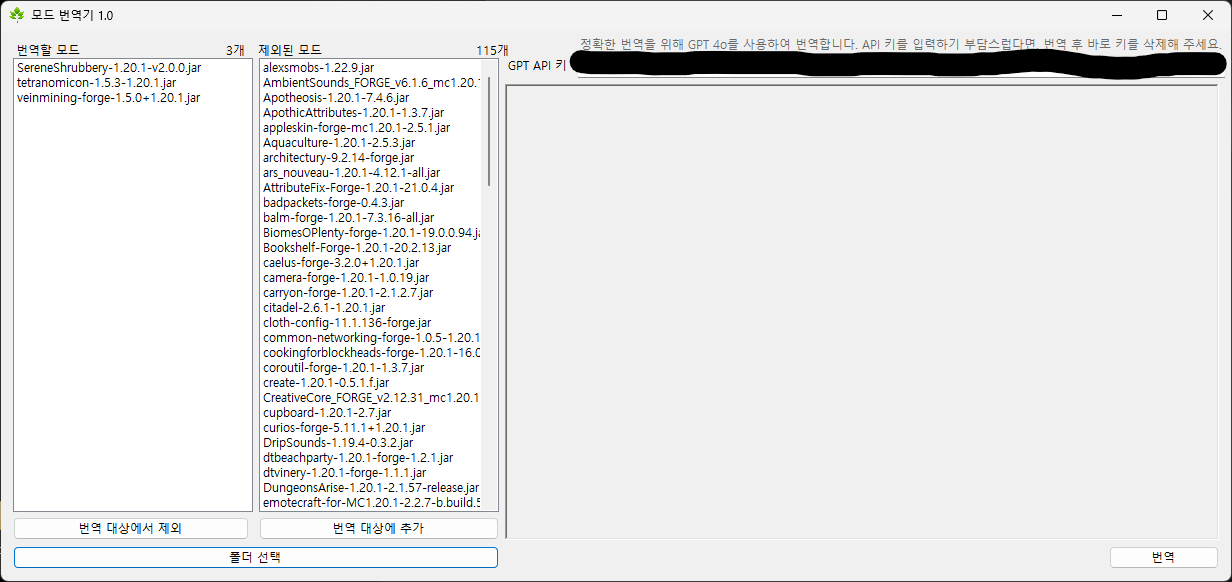 모드 번역기 1.0
번역할 모드 3개
SereneShrubbery-1.20.1-v2.0.0.jar
tetranomicon-1.5.3-1.20.1.jar
veinmining-forge-1.5.0+1.20.1.jar
번역 대상에서 제외
제외된 모드 115개
alexsmobs-1.22.9.jar
AmbientSounds_FORGE_v6.1.6_mc1.20.1
Apotheosis-1.20.1-7.4.6.jar
ApothicAttributes-1.20.1-1.3.7.jar
appleskin-forge-mc1.20.1-2.5.1.jar
Aquaculture-1.20.1-2.5.3.jar
architectury-9.2.14-forge.jar
ars_nouveau-1.20.1-4.12.1-all.jar
AttributeFix-Forge-1.20.1-21.0.4.jar
badpackets-forge-0.4.3.jar
balm-forge-1.20.1-7.3.16-all.jar
BiomesOPlenty-forge-1.20.1-19.0.0.94.ja
Bookshelf-Forge-1.20.1-20.2.13.jar
caelus-forge-3.2.0+1.20.1.jar
camera-forge-1.20.1-1.0.19.jar
carryon-forge-1.20.1-2.1.2.7.jar
citadel-2.6.1-1.20.1.jar
cloth-config-11.1.136-forge.jar
common-networking-forge-1.0.5-1.20.1
cookingforblockheads-forge-1.20.1-16.0
coroutil-forge-1.20.1-1.3.7.jar
create-1.20.1-0.5.1.f.jar
CreativeCore_FORGE_v2.12.31_mc1.20.1
cupboard-1.20.1-2.7.jar
curios-forge-5.11.1+1.20.1.jar
DripSounds-1.19.4-0.3.2.jar
dtbeachparty-1.20.1-forge-1.2.1.jar
dtvinery-1.20.1-forge-1.1.1.jar
DungeonsArise-1.20.1-2.1.57-release.jar
emotecraft-for-MC1.20.1-2.2.7-b.build.5
번역 대상에 추가
폴더 선택
정확한 번역을 위해 GPT 4o를 사용하여 번역합니다. API 키를 입력하기 부담스럽다면, 번역 후 바로 키를 삭제해 주세요.
GPT API 키
번역